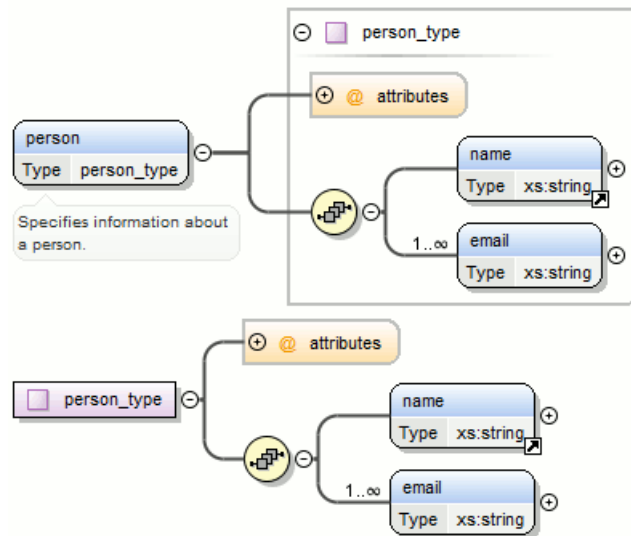 person_type
@ attributes
person
Type person_type
Specifies information about
a person.
name
Type xs:string
1..∞
email
Type xs:string
@ attributes
person_type
name
Type xs:string
1..∞
email
Type xs:string